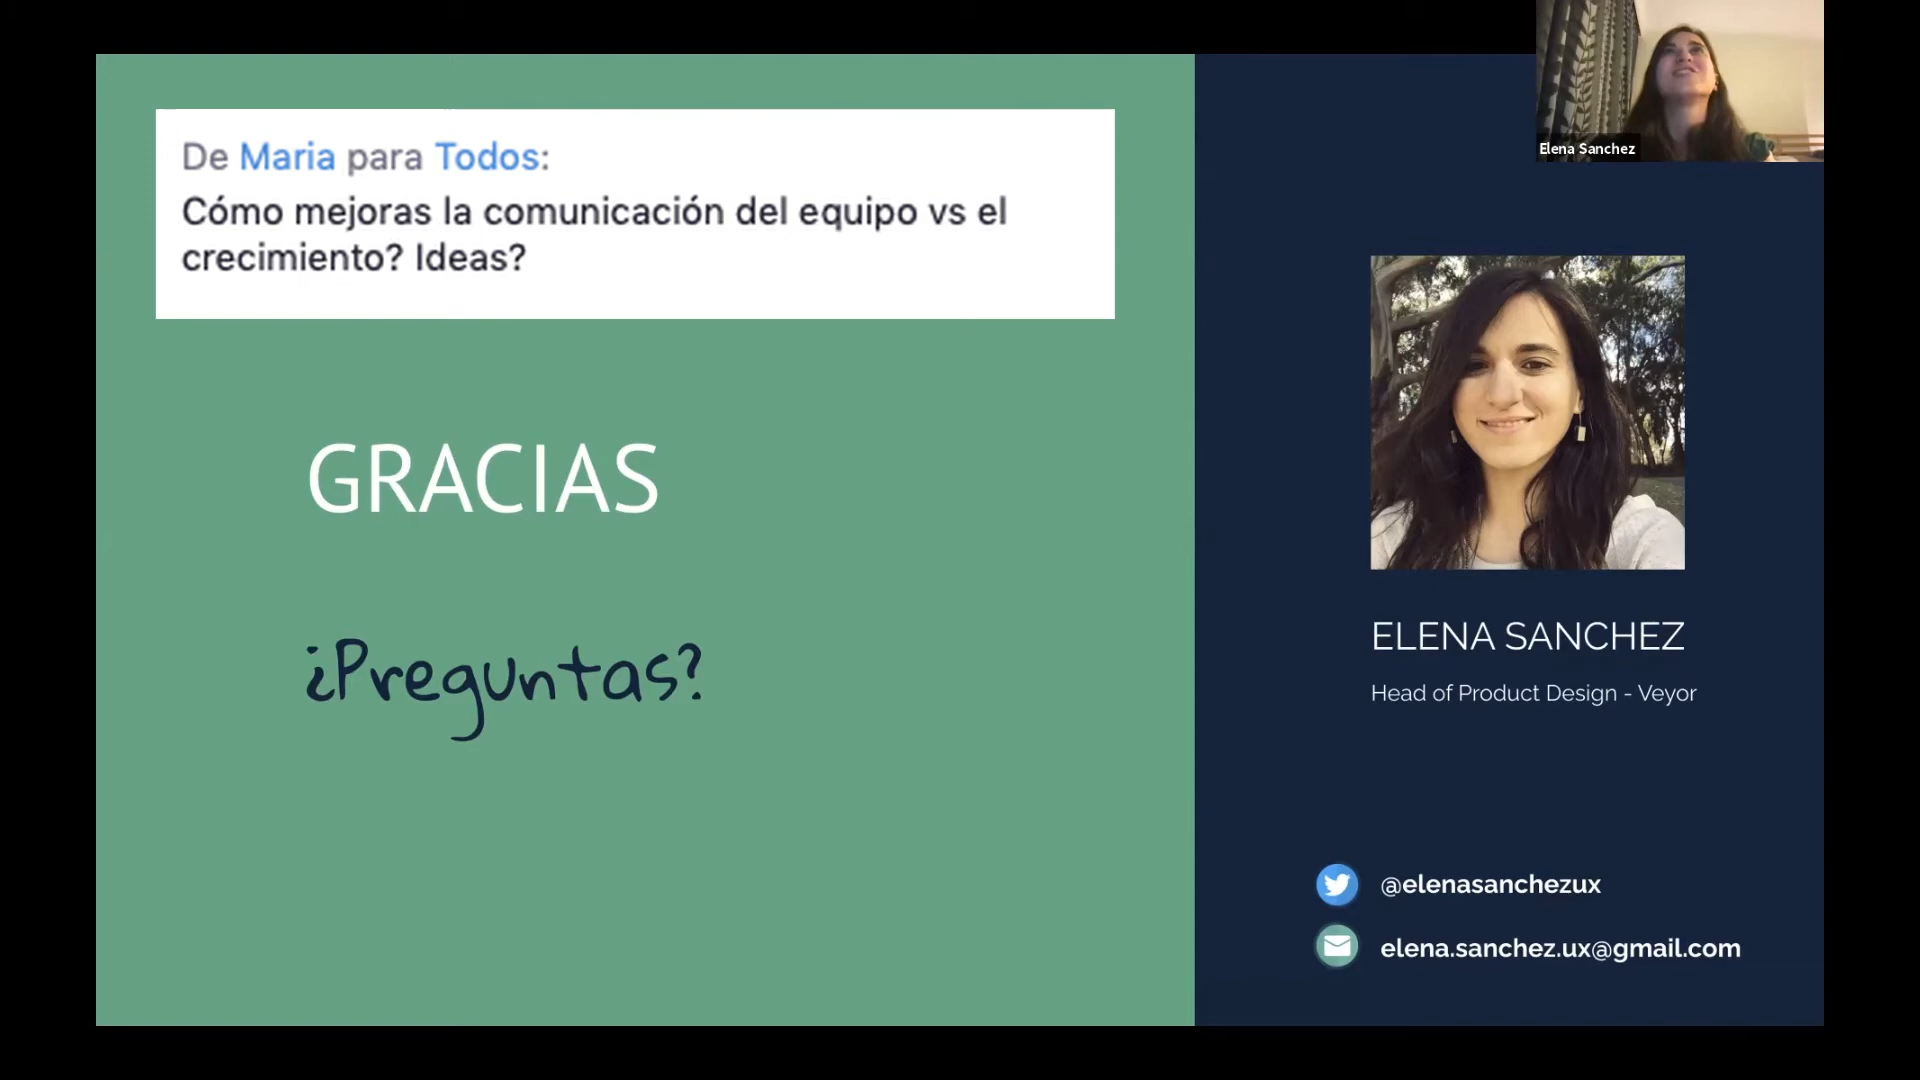 De Maria para Todos:
Cómo mejoras la comunicación del equipo vs el
crecimiento? Ideas?
GRACIAS
¿Preguntas?
Elena Sanchez
ELENA SANCHEZ
Head of Product Design - Veyor
@elenasanchezux
elena.sanchez.ux@gmail.com